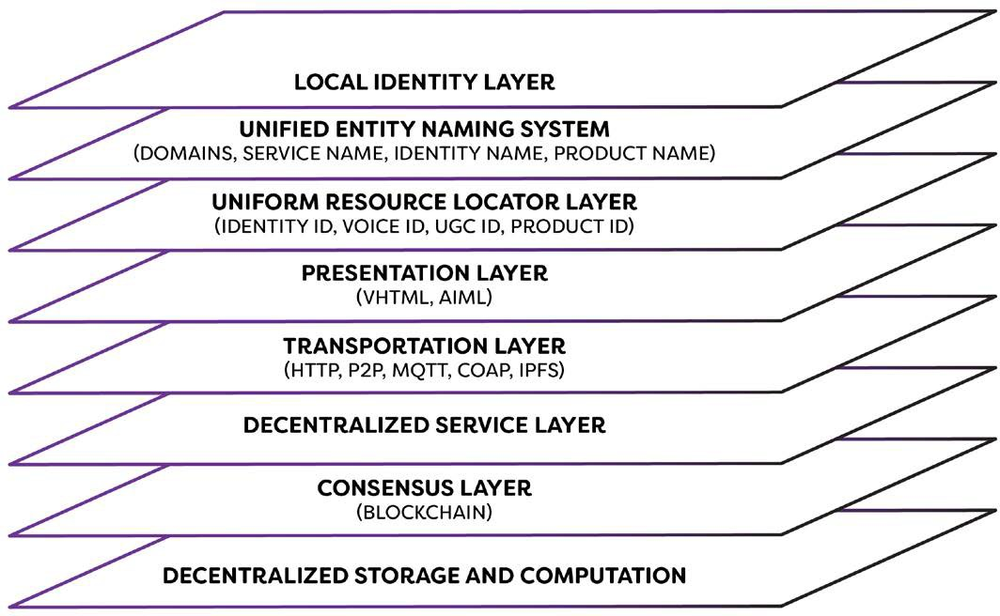 LOCAL IDENTITY LAYER
UNIFIED ENTITY NAMING SYSTEM
(DOMAINS, SERVICE NAME, IDENTITY NAME, PRODUCT NAME)
UNIFORM RESOURCE LOCATOR LAYER
(IDENTITY ID, VOICE ID, UGC ID, PRODUCT ID)
PRESENTATION LAYER
(VHTML, AIML)
TRANSPORTATION LAYER
(HTTP, P2P, MQTT, COAP, IPFS)
DECENTRALIZED SERVICE LAYER
CONSENSUS LAYER
(BLOCKCHAIN)
DECENTRALIZED STORAGE AND COMPUTATION